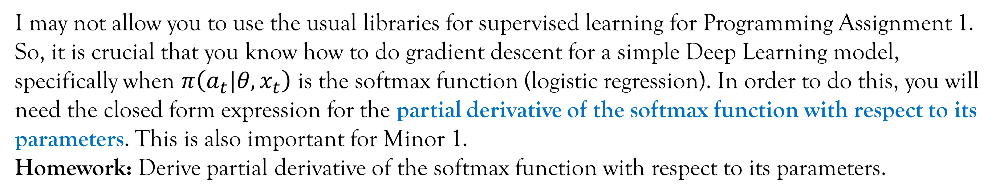 I may not allow you to use the usual libraries for supervised learning for Programming Assignment 1.
So, it is crucial that you know how to do gradient descent for a simple Deep Learning model,
specifically when 𝜋(𝑎ₜ|𝜃, 𝑥ₜ) is the softmax function (logistic regression). In order to do this, you will
need the closed form expression for the partial derivative of the softmax function with respect to its
parameters. This is also important for Minor 1.
Homework: Derive partial derivative of the softmax function with respect to its parameters.